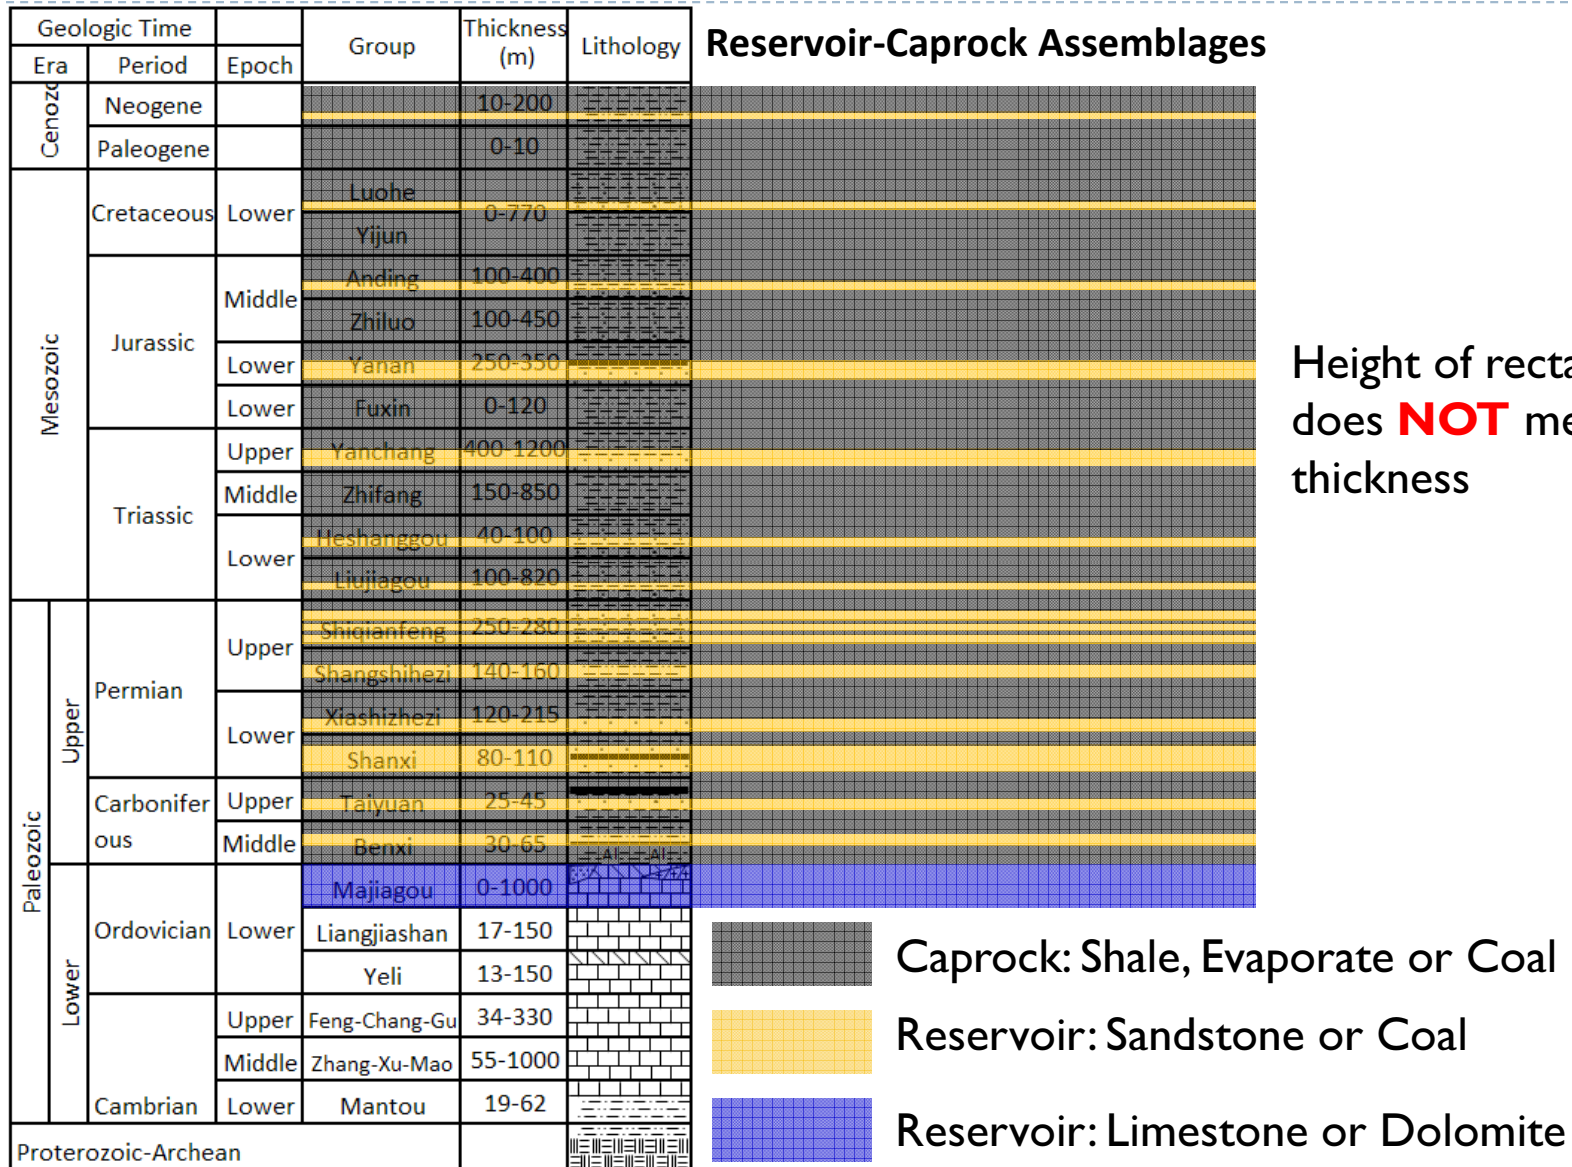 Geologic Time Group Thickness (m) Lithology
Era Period Epoch
Reservoir-Caprock Assemblages
Neogene 10-200
Paleogene 0-10
Mesozoic
Cretaceous Lower Luohe 0-770
Yijun
Jurassic Middle Anding 100-400
Zhiluo 100-450
Lower Yanan 250-350
Lower Fuxin 0-120
Triassic Upper Yanchang 400-1200
Middle Zhifang 150-850
Lower Heshanggou 40-100
Liujiagou 100-820
Paleozoic
Upper
Permian Upper Shiqianfeng 250-280
Shangshihezi 140-160
Lower Xiashizhezi 120-215
Shanxi 80-110
Carbonifer
ous
Upper Taiyuan 25-45
Middle Benxi 30-65
Al Al
Lower
Ordovician Lower Majiagou 0-1000
Liangjiashan 17-150
Yeli 13-150
Cambrian Upper Feng-Chang-Gu 34-330
Middle Zhang-Xu-Mao 55-1000
Lower Mantou 19-62
Proterozoic-Archean
Height of
does NOT
thickness
Caprock: Shale, Evaporate or Coal
Reservoir: Sandstone or Coal
Reservoir: Limestone or Dolomite